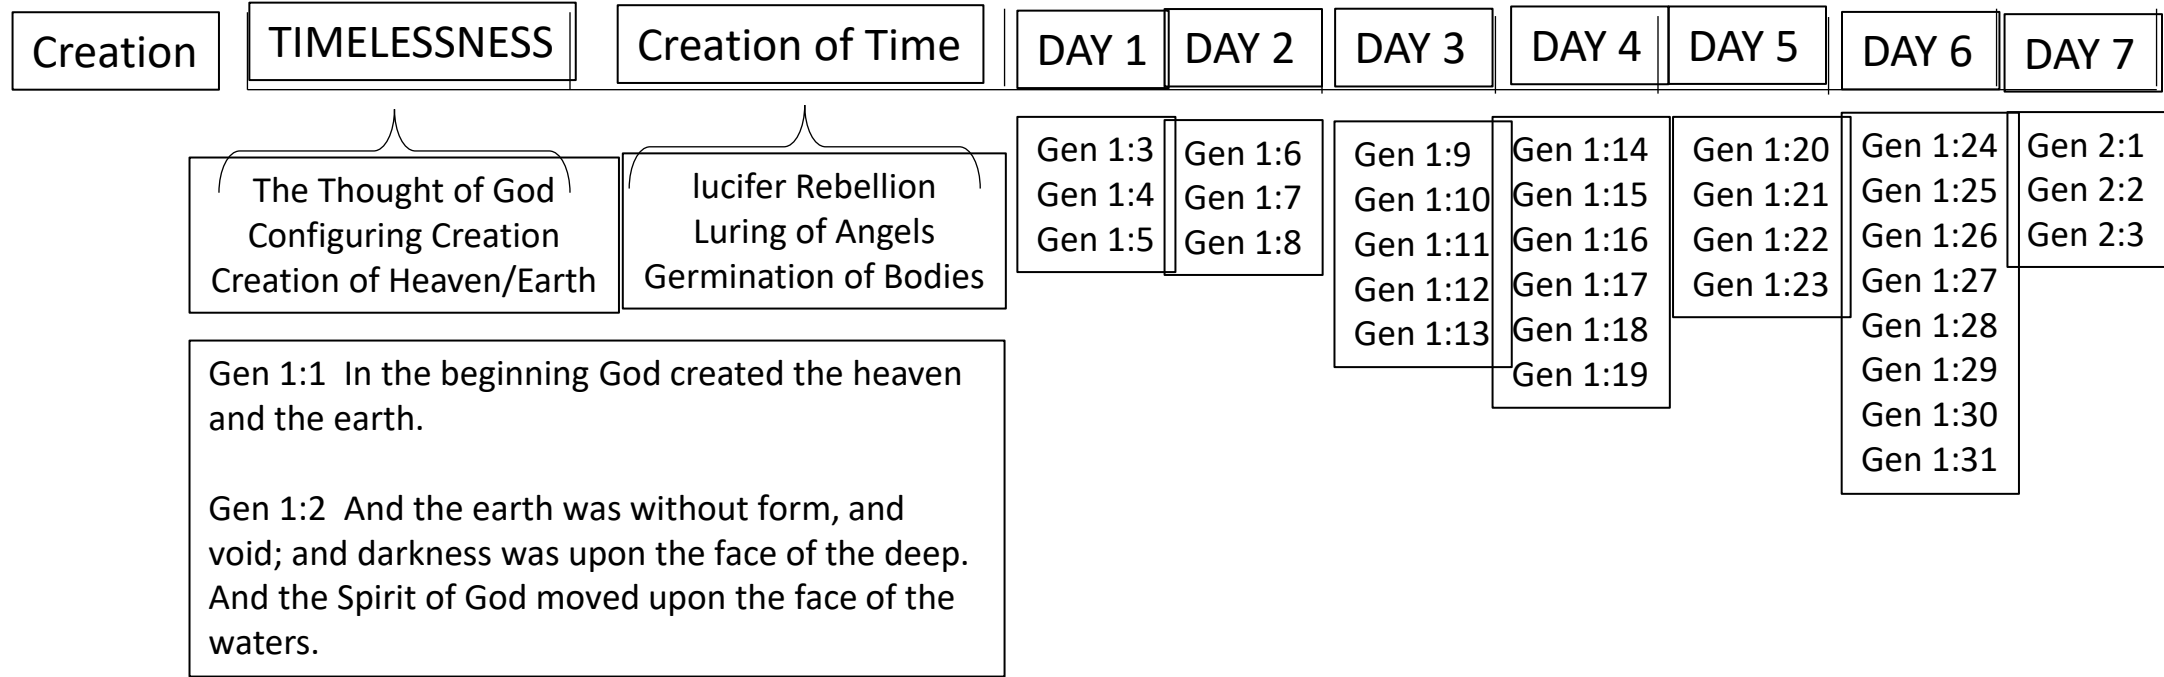 Creation
TIMELESSNESS
Creation of Time
DAY 1
DAY 2
DAY 3
DAY 4
DAY 5
DAY 6
DAY 7
The Thought of God
Configuring Creation
Creation of Heaven/Earth
lucifer Rebellion
Luring of Angels
Germination of Bodies
Gen 1:3
Gen 1:4
Gen 1:5
Gen 1:6
Gen 1:7
Gen 1:8
Gen 1:9
Gen 1:10
Gen 1:11
Gen 1:12
Gen 1:13
Gen 1:14
Gen 1:15
Gen 1:16
Gen 1:17
Gen 1:18
Gen 1:19
Gen 1:20
Gen 1:21
Gen 1:22
Gen 1:23
Gen 1:24
Gen 1:25
Gen 1:26
Gen 1:27
Gen 1:28
Gen 1:29
Gen 1:30
Gen 1:31
Gen 2:1
Gen 2:2
Gen 2:3
Gen 1:1  In the beginning God created the heaven
and the earth.
Gen 1:2  And the earth was without form, and
void; and darkness was upon the face of the deep.
And the Spirit of God moved upon the face of the
waters.